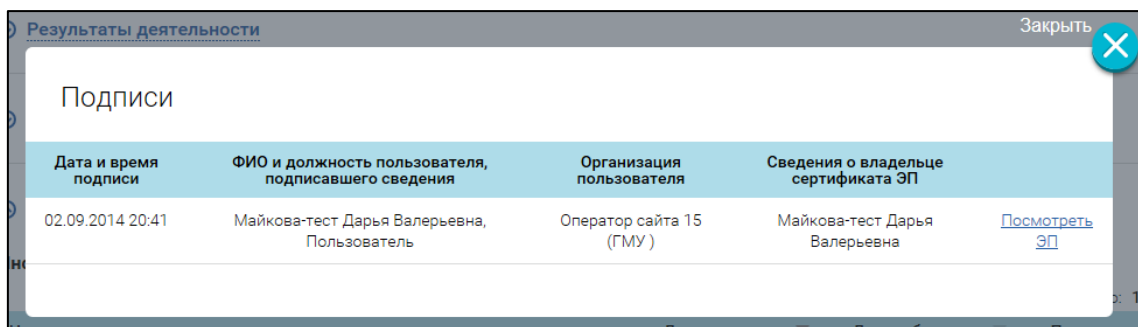 Результаты деятельности
Закрыть
Подписи
Дата и время
подписи
ФИО и должность пользователя,
подписавшего сведения
Организация
пользователя
Сведения о владельце
сертификата ЭП
02.09.2014 20:41
Майкова-тест Дарья Валерьевна,
Пользователь
Оператор сайта 15
(ГМУ )
Майкова-тест Дарья
Валерьевна
Посмотреть
ЭП